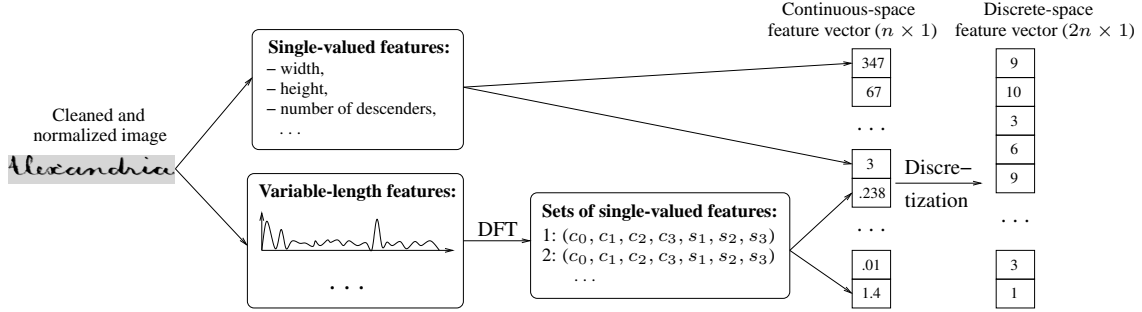 Cleaned and
normalized image
Alexandria
Single-valued features:
– width,
– height,
– number of descenders,
. . .
Variable-length features:
. . .
DFT
Sets of single-valued features:
1: (c₀, c₁, c₂, c₃, s₁, s₂, s₃)
2: (c₀, c₁, c₂, c₃, s₁, s₂, s₃)
. . .
Continuous-space
feature vector (n × 1)
347
67
. . .
3
.238
. . .
.01
1.4
Discre–
tization
Discrete-space
feature vector (2n × 1)
9
10
3
6
9
. . .
3
1